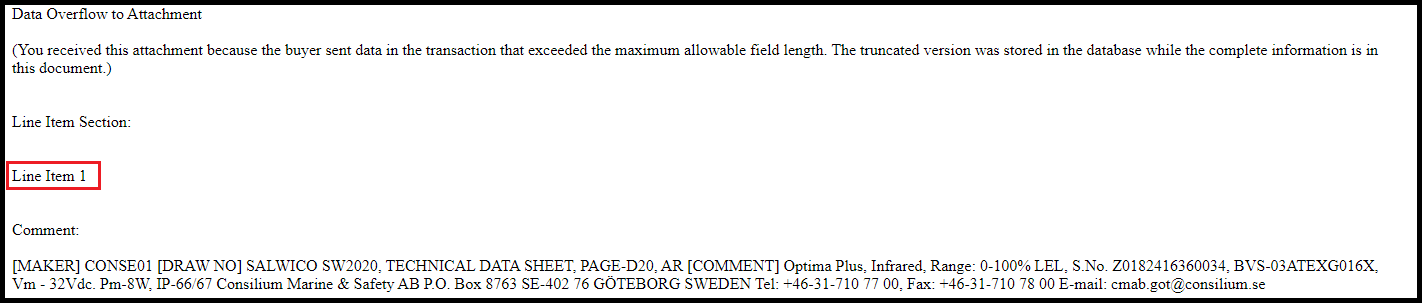 Data Overflow to Attachment
(You received this attachment because the buyer sent data in the transaction that exceeded the maximum allowable field length. The truncated version was stored in the database while the complete information is in
this document.)
Line Item Section:
Line Item 1
Comment:
[MAKER] CONSE01 [DRAW NO] SALWICO SW2020, TECHNICAL DATA SHEET, PAGE-D20, AR [COMMENT] Optima Plus, Infrared, Range: 0-100% LEL, S.No. Z0182416360034, BVS-03ATEXG016X,
Vm - 32Vdc. Pm-8W, IP-66/67 Consilium Marine & Safety AB P.O. Box 8763 SE-402 76 GÖTEBORG SWEDEN Tel: +46-31-710 77 00, Fax: +46-31-710 78 00 E-mail: cmab.got@consilium.se